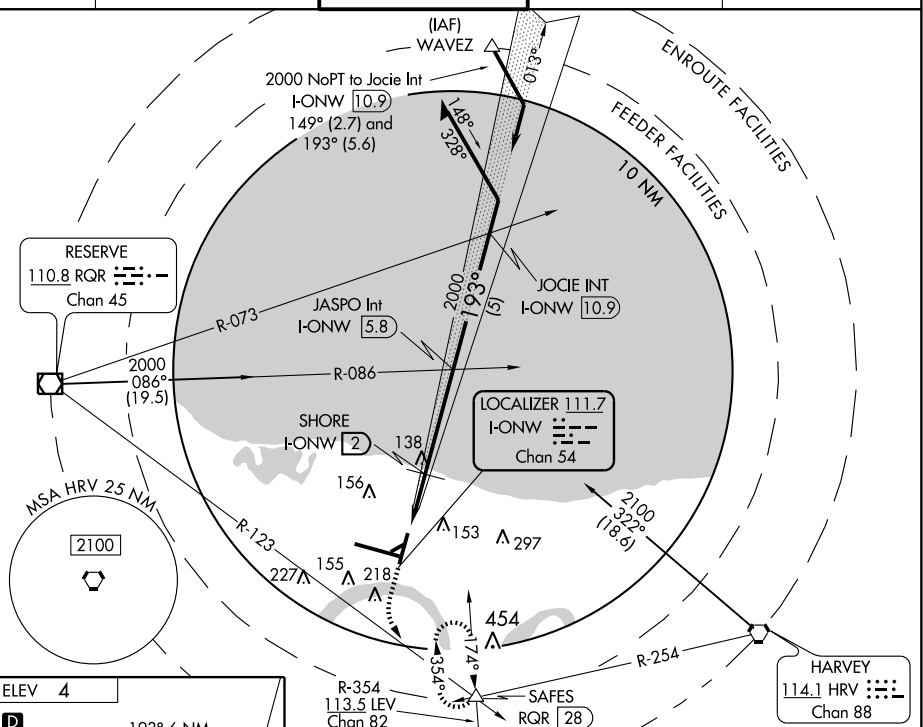 (IAF)
WAVEZ
013°
ENROUTE FACILITIES
FEEDER FACILITIES
2000 NoPT to Jocie Int
I-ONW 10.9
149° (2.7) and
193° (5.6)
148°
328°
10 NM
RESERVE
110.8 RQR
Chan 45
R-073
JASPO Int
I-ONW 5.8
2000
193°
(5)
JOCIE INT
I-ONW 10.9
2000
086°
(19.5)
R-086
LOCALIZER 111.7
I-ONW
Chan 54
SHORE
I-ONW 2
138
156
MSA HRV 25 NM
2100
R-123
153
297
2100
322°
(18.6)
227
155
218
454
174°
354°
R-254
HARVEY
114.1 HRV
Chan 88
ELEV 4
D
193° 6 NM
R-354
113.5 LEV
Chan 82
SAFES
RQR 28